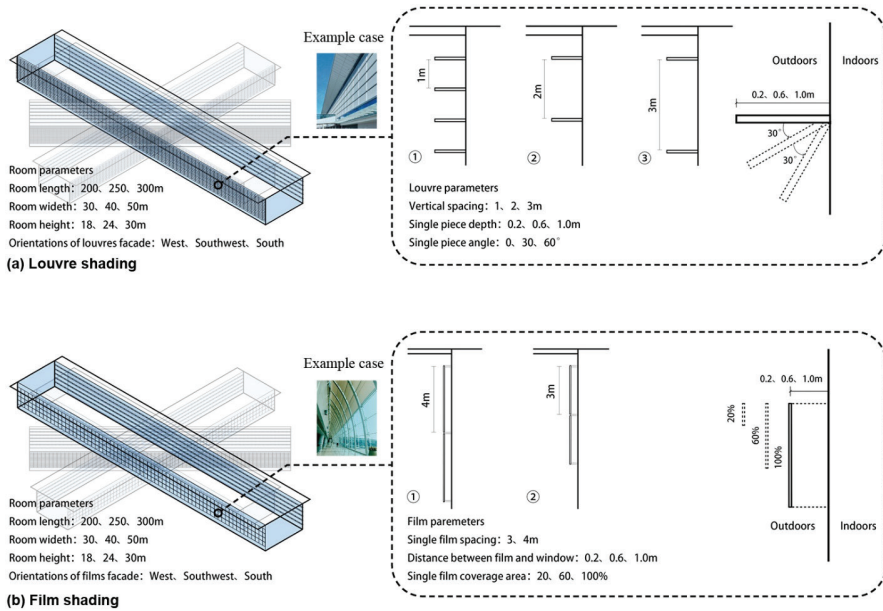 Example case
1m
2m
3m
①
②
③
Outdoors
Indoors
0.2、0.6、1.0m
30°
30°
Room parameters
Room length：200、250、300m
Room wideth：30、40、50m
Room height：18、24、30m
Orientations of louvres facade：West、Southwest、South
Louvre parameters
Vertical spacing：1、2、3m
Single piece depth：0.2、0.6、1.0m
Single piece angle：0、30、60°
(a) Louvre shading
Example case
4m
3m
①
②
0.2、0.6、1.0m
20%
60%
100%
Outdoors
Indoors
Room parameters
Room length：200、250、300m
Room wideth：30、40、50m
Room height：18、24、30m
Orientations of films facade：West、Southwest、South
Film paremeters
Single film spacing：3、4m
Distance between film and window：0.2、0.6、1.0m
Single film coverage area：20、60、100%
(b) Film shading